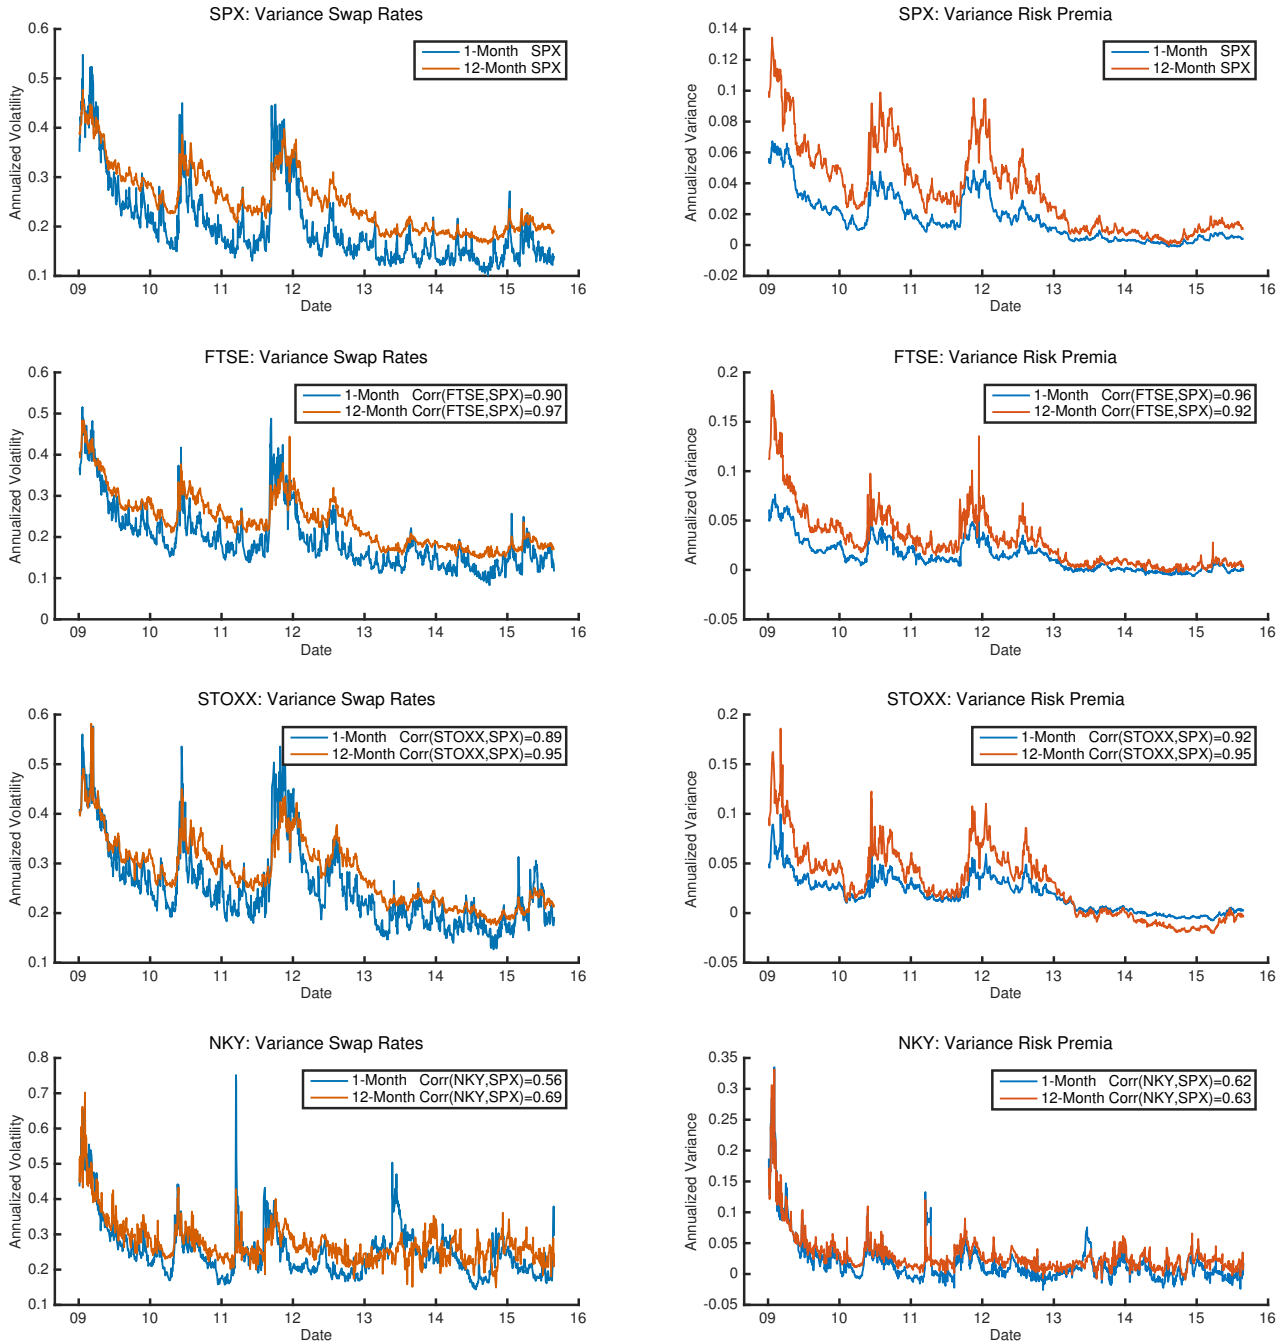 SPX: Variance Swap Rates
0.6
0.5
0.4
0.3
0.2
0.1
Annualized Volatility
1-Month SPX
12-Month SPX
09 10 11 12 13 14 15 16
Date
SPX: Variance Risk Premia
0.14
0.12
0.1
0.08
0.06
0.04
0.02
0
-0.02
Annualized Variance
1-Month SPX
12-Month SPX
09 10 11 12 13 14 15 16
Date
FTSE: Variance Swap Rates
0.6
0.5
0.4
0.3
0.2
0.1
0
Annualized Volatility
1-Month Corr(FTSE,SPX)=0.90
12-Month Corr(FTSE,SPX)=0.97
09 10 11 12 13 14 15 16
Date
FTSE: Variance Risk Premia
0.2
0.15
0.1
0.05
0
-0.05
Annualized Variance
1-Month Corr(FTSE,SPX)=0.96
12-Month Corr(FTSE,SPX)=0.92
09 10 11 12 13 14 15 16
Date
STOXX: Variance Swap Rates
0.6
0.5
0.4
0.3
0.2
0.1
Annualized Volatility
1-Month Corr(STOXX,SPX)=0.89
12-Month Corr(STOXX,SPX)=0.95
09 10 11 12 13 14 15 16
Date
STOXX: Variance Risk Premia
0.2
0.15
0.1
0.05
0
-0.05
Annualized Variance
1-Month Corr(STOXX,SPX)=0.92
12-Month Corr(STOXX,SPX)=0.95
09 10 11 12 13 14 15 16
Date
NKY: Variance Swap Rates
0.8
0.7
0.6
0.5
0.4
0.3
0.2
0.1
Annualized Volatility
1-Month Corr(NKY,SPX)=0.56
12-Month Corr(NKY,SPX)=0.69
09 10 11 12 13 14 15 16
Date
NKY: Variance Risk Premia
0.35
0.3
0.25
0.2
0.15
0.1
0.05
0
-0.05
Annualized Variance
1-Month Corr(NKY,SPX)=0.62
12-Month Corr(NKY,SPX)=0.63
09 10 11 12 13 14 15 16
Date